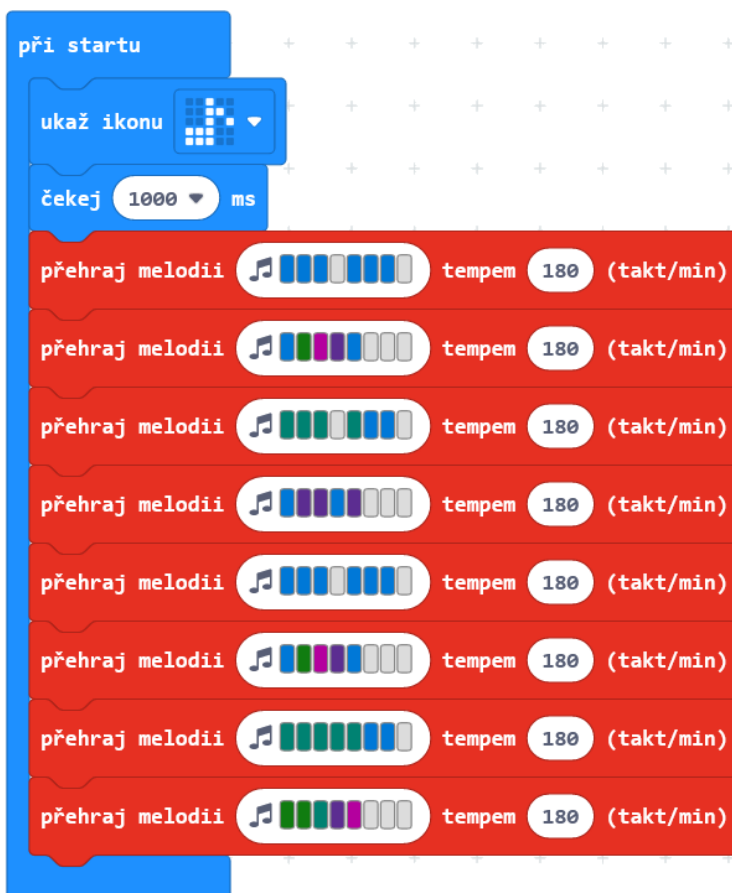 při startu
ukaž ikonu
čekej 1000 ms
přehraj melodii tempem 180 (takt/min)
přehraj melodii tempem 180 (takt/min)
přehraj melodii tempem 180 (takt/min)
přehraj melodii tempem 180 (takt/min)
přehraj melodii tempem 180 (takt/min)
přehraj melodii tempem 180 (takt/min)
přehraj melodii tempem 180 (takt/min)
přehraj melodii tempem 180 (takt/min)